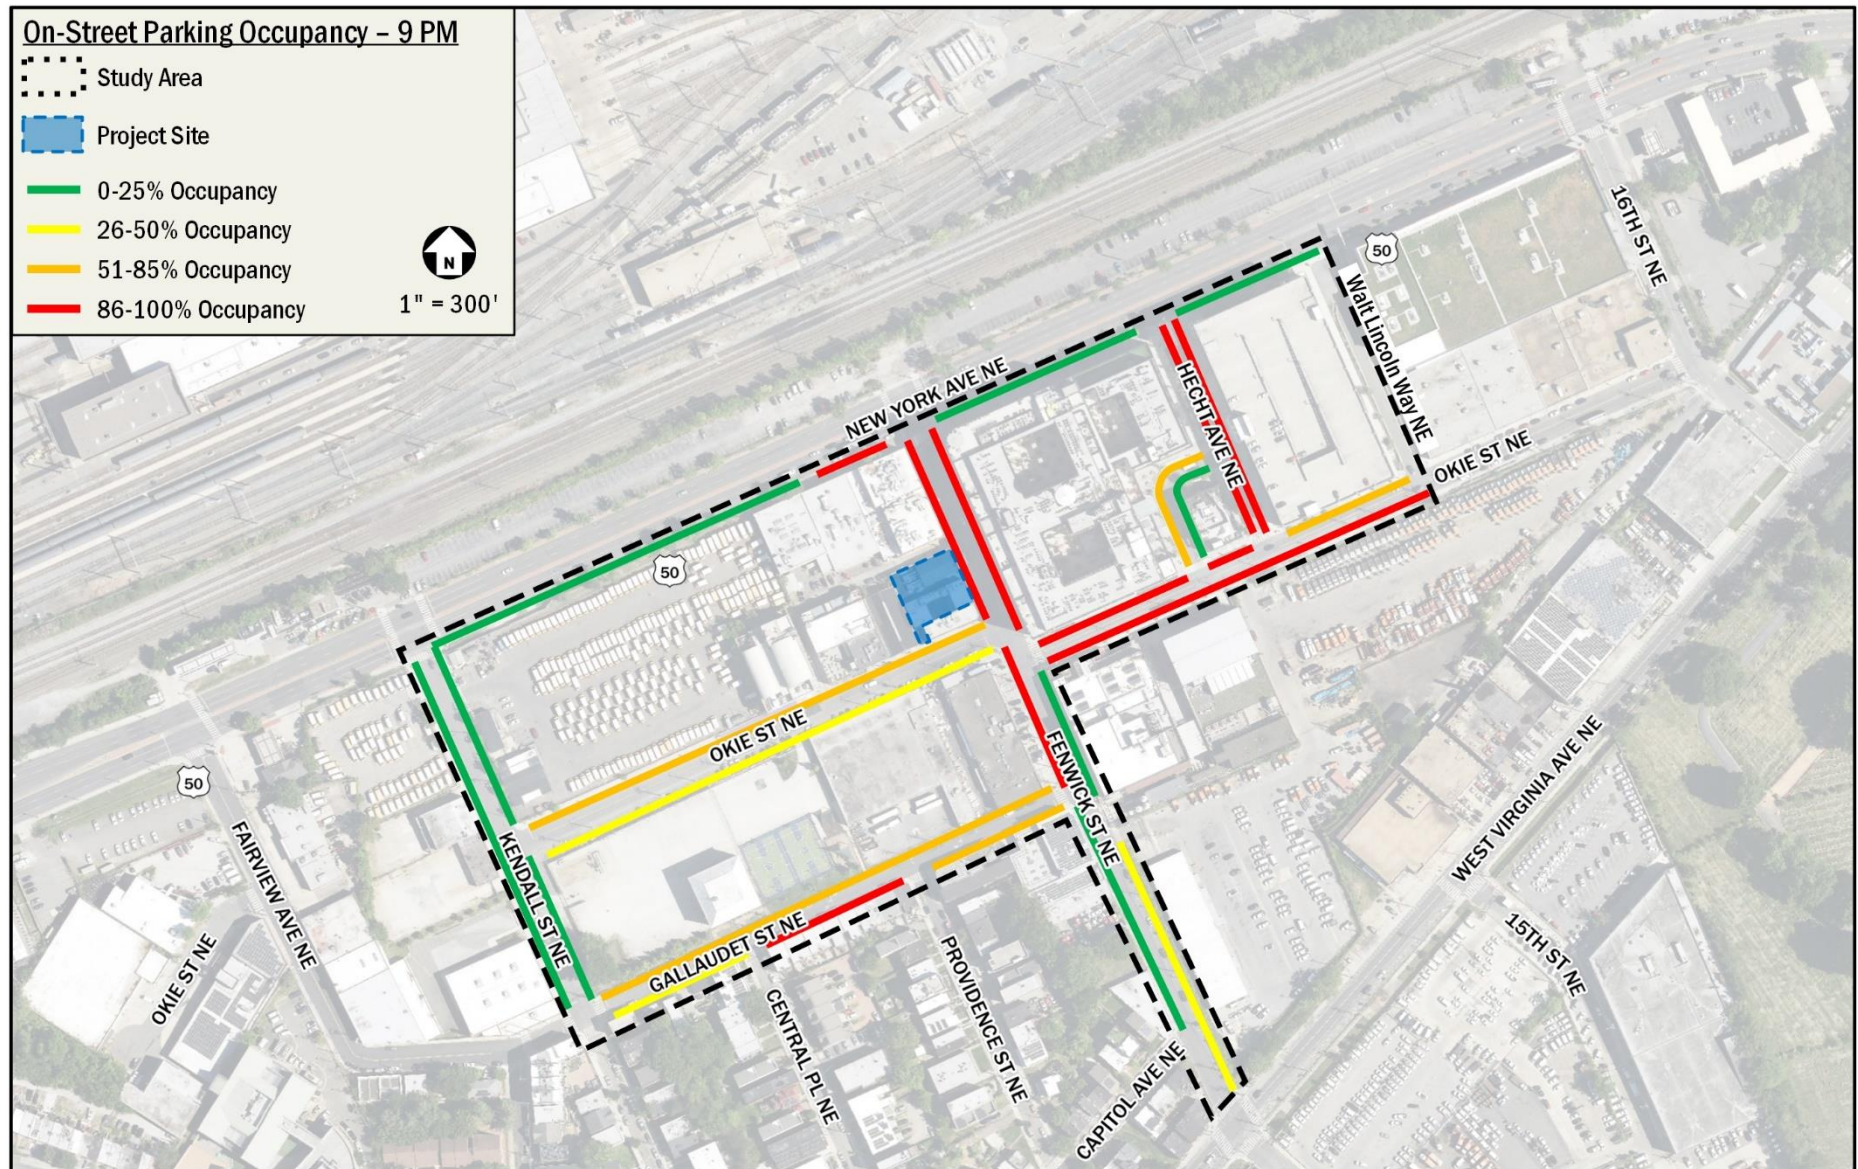 On-Street Parking Occupancy – 9 PM
Study Area
Project Site
0-25% Occupancy
26-50% Occupancy
51-85% Occupancy
86-100% Occupancy
N
1" = 300'
16TH ST NE
50
Walt Lincoln Way NE
NEW YORK AVE NE
HECHT AVE NE
OKIE ST NE
50
OKIE ST NE
FENWICK ST NE
50
WEST VIRGINIA AVE NE
FAIRVIEW AVE NE
KENDALL ST NE
GALLAUDET ST NE
OKIE ST NE
15TH ST NE
CENTRAL PL NE
PROVIDENCE ST NE
CAPITOL AVE NE